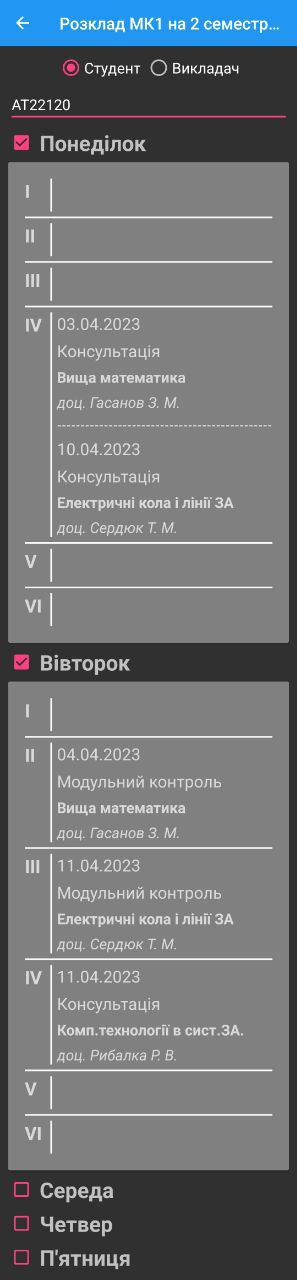 Розклад МК1 на 2 семестр...
Студент Викладач
АТ22120
Понеділок
I
II
III
IV 03.04.2023
Консультація
Вища математика
доц. Гасанов З. М.
10.04.2023
Консультація
Електричні кола і лінії ЗА
доц. Сердюк Т. М.
V
VI
Вівторок
I
II 04.04.2023
Модульний контроль
Вища математика
доц. Гасанов З. М.
III 11.04.2023
Модульний контроль
Електричні кола і лінії ЗА
доц. Сердюк Т. М.
IV 11.04.2023
Консультація
Комп.технології в сист.ЗА.
доц. Рибалка Р. В.
V
VI
Середа
Четвер
П'ятниця